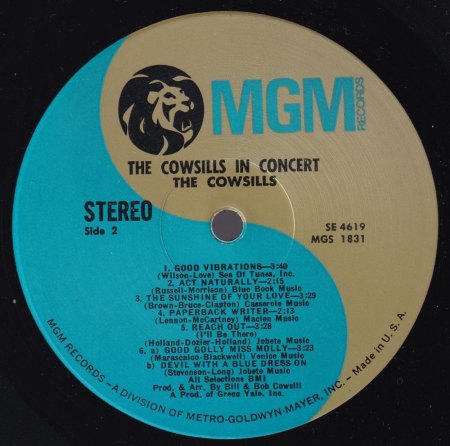 MGM
RECORDS
THE COWSILLS IN CONCERT
THE COWSILLS
STEREO
Side 2
SE 4619
MGS 1831
1. GOOD VIBRATIONS—3:40
(Wilson-Love) Sea Of Tunes, Inc.
2. ACT NATURALLY—2:15
(Russell-Morrison) Blue Book Music
3. THE SUNSHINE OF YOUR LOVE—3:29
(Brown-Bruce-Clapton) Casserole Music
4. PAPERBACK WRITER—2:13
(Lennon-McCartney) Maclen Music
5. REACH OUT—3:28
(I'll Be There)
(Holland-Dozier-Holland) Jobete Music
6. a) GOOD GOLLY MISS MOLLY—3:33
(Marascalco-Blackwell) Venice Music
b) DEVIL WITH A BLUE DRESS ON
(Stevenson-Long) Jobete Music
All Selections BMI
Prod. & Arr. By Bill & Bob Cowsill
A Prod. of Gregg Yale, Inc.
MGM RECORDS — A DIVISION OF METRO-GOLDWYN-MAYER, INC. — Made in U. S. A.